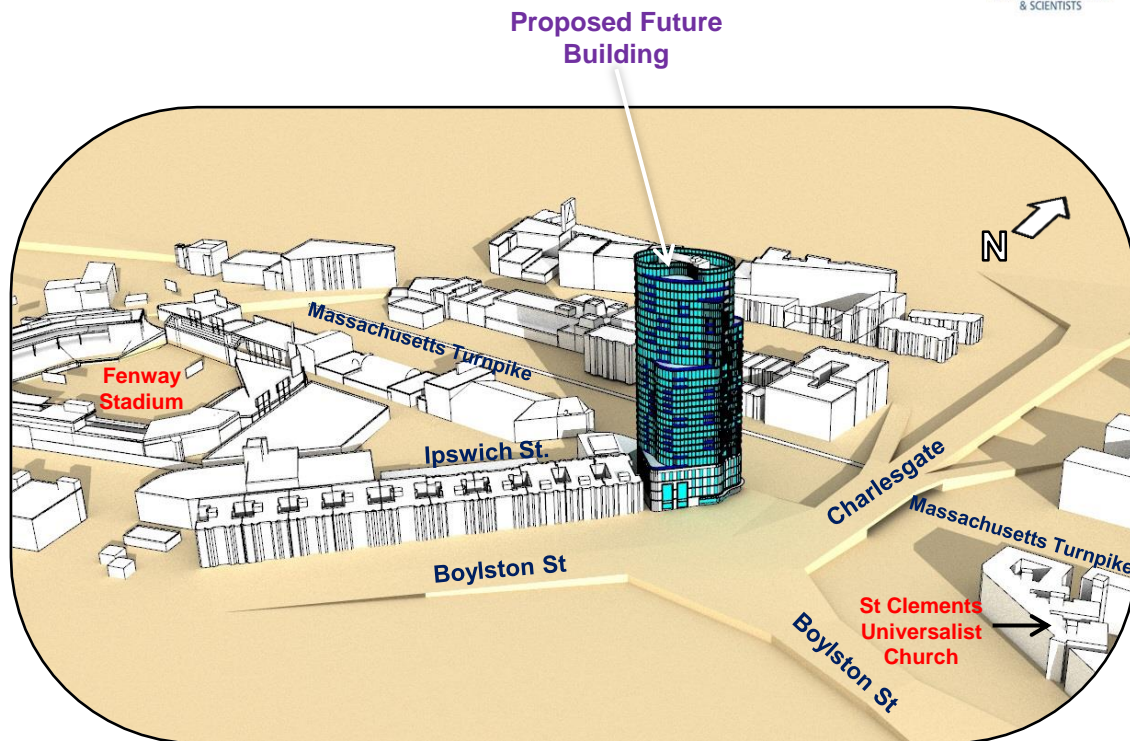 & SCIENTISTS
Proposed Future
Building
N
Massachusetts Turnpike
Fenway
Stadium
Ipswich St.
Charlesgate
Massachusetts Turnpike
Boylston St
St Clements
Universalist
Church
Boylston St